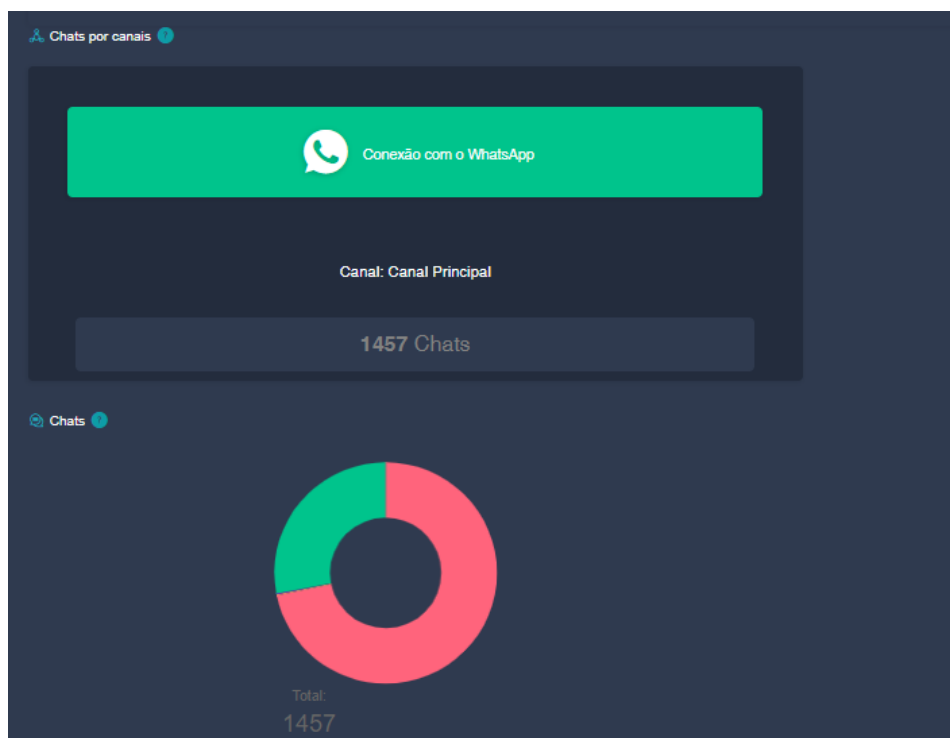 Chats por canais ?
Conexão com o WhatsApp
Canal: Canal Principal
1457 Chats
Chats ?
Total:
1457